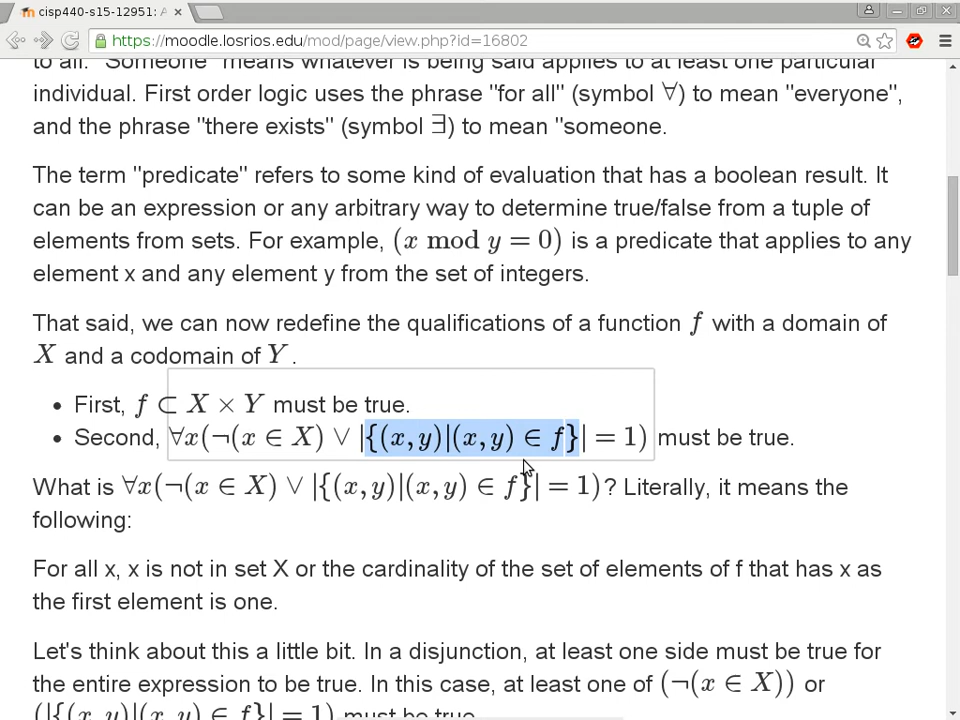 cisp440-s15-12951: A
https://moodle.losrios.edu/mod/page/view.php?id=16802
to all. "Someone" means whatever is being said applies to at least one particular
individual. First order logic uses the phrase "for all" (symbol ∀) to mean "everyone",
and the phrase "there exists" (symbol ∃) to mean "someone.
The term "predicate" refers to some kind of evaluation that has a boolean result. It
can be an expression or any arbitrary way to determine true/false from a tuple of
elements from sets. For example, (x mod y = 0) is a predicate that applies to any
element x and any element y from the set of integers.
That said, we can now redefine the qualifications of a function f with a domain of
X and a codomain of Y.
• First, f ⊂ X × Y must be true.
• Second, ∀x(¬(x ∈ X) ∨ |{(x, y)|(x, y) ∈ f}| = 1) must be true.
What is ∀x(¬(x ∈ X) ∨ |{(x, y)|(x, y) ∈ f}| = 1)? Literally, it means the
following:
For all x, x is not in set X or the cardinality of the set of elements of f that has x as
the first element is one.
Let's think about this a little bit. In a disjunction, at least one side must be true for
the entire expression to be true. In this case, at least one of (¬(x ∈ X)) or
(|{(x, y)|(x, y) ∈ f}| = 1) must be true